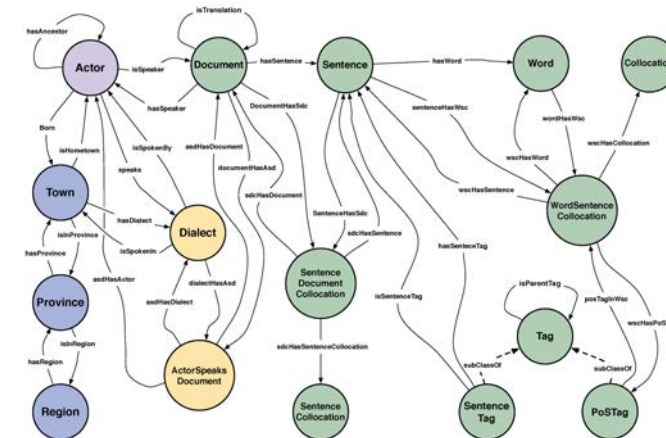 isTranslation
hasAncestor
Actor
isSpeaker
Document
hasSentence
Sentence
hasWord
Word
Collocatio
hasSpeaker
DocumentHasSdc
sentenceHasWsc
wordHasWsc
wscHasCollocation
Born
isHometown
isSpokenBy
asdHasDocument
documentHasAsd
speaks
wscHasWord
sdcHasDocument
wscHasSentence
Town
WordSentence
Collocation
hasDialect
Dialect
SentenceHasSdc
sdcHasSentence
isInProvince
hasProvince
isSpokenIn
hasSenteceTag
asdHasActor
dialectHasAsd
Sentence
Document
Collocation
isSentenceTag
isParentTag
posTagInWsc
Province
asdHasDialect
Tag
wscHasPoS
isInRegion
hasRegion
sdcHasSentenceCollocation
subClassOf
subClassOf
ActorSpeaks
Document
Region
Sentence
Collocation
Sentence
Tag
PoSTag